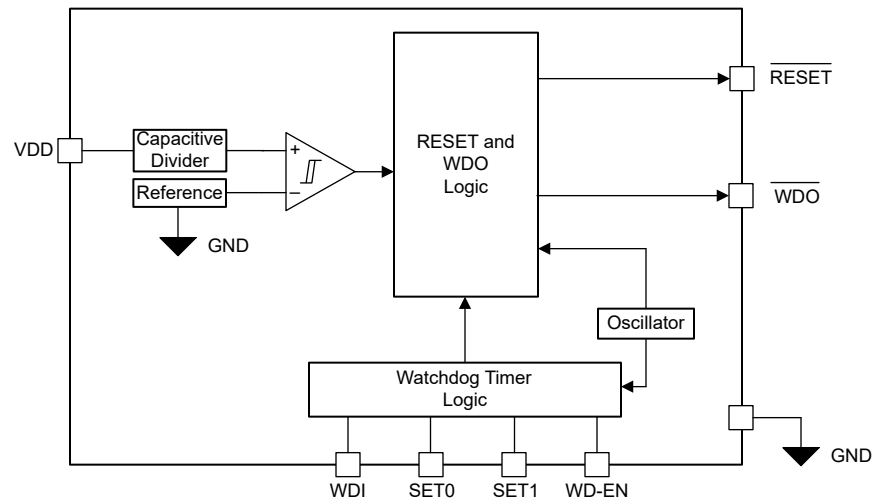 RESET
RESET and
WDO
Logic
VDD
Capacitive
Divider
+
Reference
−
WDO
GND
Oscillator
Watchdog Timer
Logic
GND
WDI
SET0
SET1
WD-EN